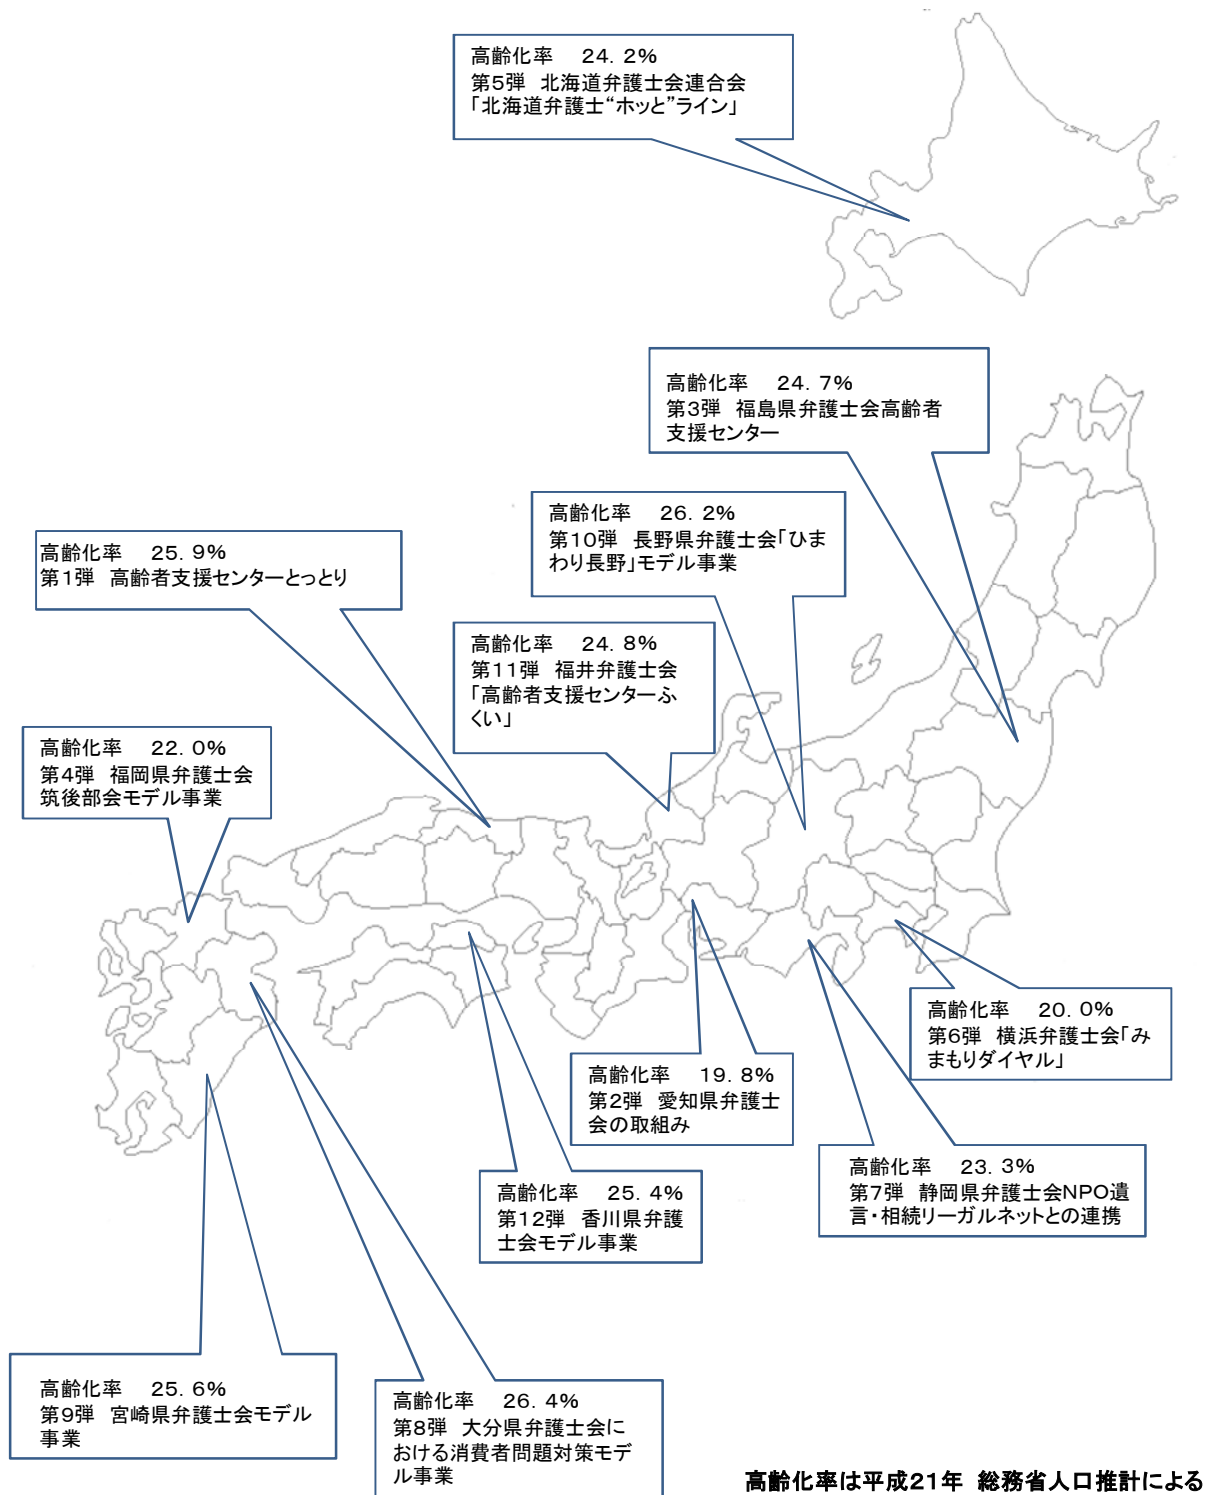 高齢化率　24．2％
第5弾　北海道弁護士会連合会
「北海道弁護士“ホッと”ライン」
高齢化率　24．7％
第3弾　福島県弁護士会高齢者
支援センター
高齢化率　26．2％
第10弾　長野県弁護士会「ひま
わり長野」モデル事業
高齢化率　25．9％
第1弾　高齢者支援センターとっとり
高齢化率　24．8％
第11弾　福井弁護士会
「高齢者支援センターふ
くい」
高齢化率　22．0％
第4弾　福岡県弁護士会
筑後部会モデル事業
高齢化率　20．0％
第6弾　横浜弁護士会「み
まもりダイヤル」
高齢化率　19．8％
第2弾　愛知県弁護士
会の取組み
高齢化率　23．3％
第7弾　静岡県弁護士会NPO遺
言・相続リーガルネットとの連携
高齢化率　25．4％
第12弾　香川県弁護
士会モデル事業
高齢化率　25．6％
第9弾　宮崎県弁護士会モデル
事業
高齢化率　26．4％
第8弾　大分県弁護士会に
おける消費者問題対策モデ
ル事業
高齢化率は平成21年 総務省人口推計による